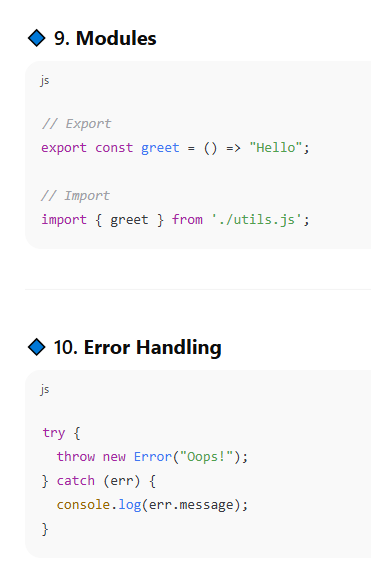 9. Modules
js
// Export
export const greet = () => "Hello";
// Import
import { greet } from './utils.js';
10. Error Handling
js
try {
  throw new Error("Oops!");
} catch (err) {
  console.log(err.message);
}